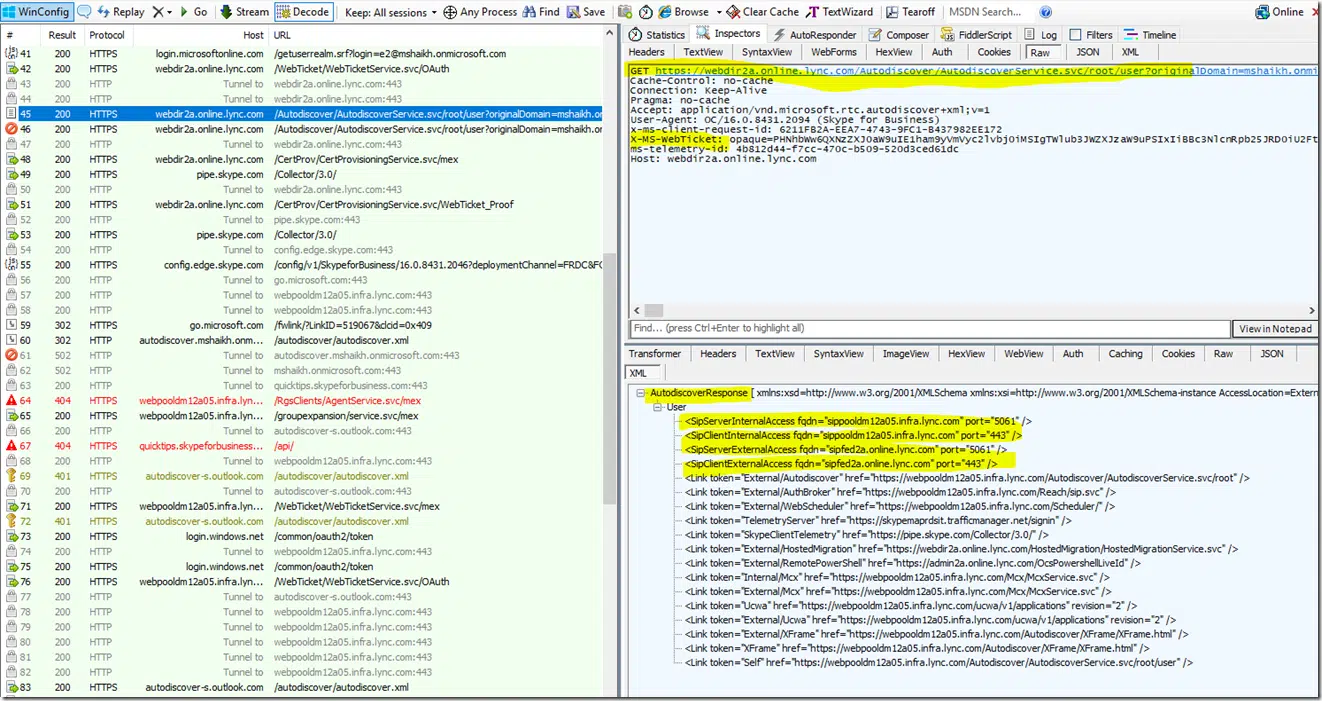 WinConfig Replay Go Stream Decode Keep: All sessions Any Process Find Save Browse Clear Cache TextWizard Tearoff MSDN Search... Online
# Result Protocol Host URL
41 200 HTTPS login.microsoftonline.com /getuserrealm.srf?login=e2@mshaikh.onmicrosoft.com
42 200 HTTPS webdir2a.online.lync.com /WebTicket/WebTicketService.svc/OAuth
43 200 HTTP Tunnel to webdir2a.online.lync.com:443
44 200 HTTP Tunnel to webdir2a.online.lync.com:443
45 200 HTTPS webdir2a.online.lync.com /Autodiscover/AutodiscoverService.svc/root/user?originalDomain=mshaikh.on
46 200 HTTPS webdir2a.online.lync.com /Autodiscover/AutodiscoverService.svc/root/user?originalDomain=mshaikh.on
47 200 HTTP Tunnel to webdir2a.online.lync.com:443
48 200 HTTPS webdir2a.online.lync.com /CertProv/CertProvisioningService.svc/mex
49 200 HTTPS pipe.skype.com /Collector/3.0/
50 200 HTTP Tunnel to webdir2a.online.lync.com:443
51 200 HTTPS webdir2a.online.lync.com /CertProv/CertProvisioningService.svc/WebTicket_Proof
52 200 HTTP Tunnel to pipe.skype.com:443
53 200 HTTPS pipe.skype.com /Collector/3.0/
54 200 HTTP Tunnel to config.edge.skype.com:443
55 200 HTTPS config.edge.skype.com /config/v1/SkypeforBusiness/16.0.8431.2046?deploymentChannel=FRDC&FC
56 200 HTTP Tunnel to go.microsoft.com:443
57 200 HTTP Tunnel to webpooldm12a05.infra.lync.com:443
58 200 HTTP Tunnel to webpooldm12a05.infra.lync.com:443
59 302 HTTPS go.microsoft.com /fwlink/?LinkID=519067&clcid=0x409
60 302 HTTP autodiscover.mshaikh.onm... /autodiscover/autodiscover.xml
61 502 HTTP Tunnel to autodiscover.mshaikh.onmicrosoft.com:443
62 502 HTTP Tunnel to mshaikh.onmicrosoft.com:443
63 200 HTTP Tunnel to quicktips.skypeforbusiness.com:443
64 404 HTTPS webpooldm12a05.infra.lyn... /RgsClients/AgentService.svc/mex
65 200 HTTPS webpooldm12a05.infra.lyn... /groupexpansion/service.svc/mex
66 200 HTTP Tunnel to autodiscover-s.outlook.com:443
67 404 HTTPS quicktips.skypeforbusiness... /api/
68 200 HTTP Tunnel to webpooldm12a05.infra.lync.com:443
69 401 HTTPS autodiscover-s.outlook.com /autodiscover/autodiscover.xml
70 200 HTTP Tunnel to autodiscover-s.outlook.com:443
71 200 HTTPS webpooldm12a05.infra.lyn... /WebTicket/WebTicketService.svc/mex
72 401 HTTPS autodiscover-s.outlook.com /autodiscover/autodiscover.xml
73 200 HTTPS login.windows.net /common/oauth2/token
74 200 HTTP Tunnel to webpooldm12a05.infra.lync.com:443
75 200 HTTPS login.windows.net /common/oauth2/token
76 200 HTTPS webpooldm12a05.infra.lyn... /WebTicket/WebTicketService.svc/OAuth
77 200 HTTP Tunnel to autodiscover-s.outlook.com:443
78 200 HTTP Tunnel to webpooldm12a05.infra.lync.com:443
79 200 HTTP Tunnel to webpooldm12a05.infra.lync.com:443
80 200 HTTP Tunnel to webpooldm12a05.infra.lync.com:443
81 200 HTTP Tunnel to webpooldm12a05.infra.lync.com:443
82 200 HTTP Tunnel to webpooldm12a05.infra.lync.com:443
83 200 HTTPS autodiscover-s.outlook.com /autodiscover/autodiscover.xml
Statistics Inspectors AutoResponder Composer FiddlerScript Log Filters Timeline
Headers TextView SyntaxView WebForms HexView Auth Cookies Raw JSON XML
GET https://webdir2a.online.lync.com/Autodiscover/AutodiscoverService.svc/root/user?originalDomain=mshaikh.onmi
Cache-Control: no-cache
Connection: Keep-Alive
Pragma: no-cache
Accept: application/vnd.microsoft.rtc.autodiscover+xml;v=1
User-Agent: OC/16.0.8431.2094 (Skype for Business)
X-ms-Client-request-id: 6211FB2A-EEA7-4743-9FC1-B437982EE172
X-MS-WebTicket:
ms-telemetry-id: 4b812d44-f7cc-470c-b509-520d3ced61dc
Host: webdir2a.online.lync.com
Find... (press Ctrl+Enter to highlight all) View in Notepad
Transformer Headers TextView SyntaxView ImageView HexView WebView Auth Caching Cookies Raw JSON
XML
AutodiscoverResponse [ xmlns:xsd=http://www.w3.org/2001/XMLSchema xmlns:xsi=http://www.w3.org/2001/XMLSchema-instance AccessLocation=Extern
User
<SipServerInternalAccess fqdn="sippooldm12a05.infra.lync.com" port="5061" />
<SipClientInternalAccess fqdn="sippooldm12a05.infra.lync.com" port="443" />
<SipServerExternalAccess fqdn="sipfed2a.online.lync.com" port="5061" />
<SipClientExternalAccess fqdn="sipfed2a.online.lync.com" port="443" />
<Link token="External/Autodiscover" href="https://webpooldm12a05.infra.lync.com/Autodiscover/AutodiscoverService.svc/root" />
<Link token="External/AuthBroker" href="https://webpooldm12a05.infra.lync.com/Reach/sip.svc" />
<Link token="External/WebScheduler" href="https://webpooldm12a05.infra.lync.com/Scheduler/" />
<Link token="TelemetryServer" href="https://skypemaprdsit.trafficmanager.net/signin" />
<Link token="SkypeClientTelemetry" href="https://pipe.skype.com/Collector/3.0/" />
<Link token="External/HostedMigration" href="https://webdir2a.online.lync.com/HostedMigration/HostedMigrationService.svc" />
<Link token="External/RemotePowerShell" href="https://admin2a.online.lync.com/OcsPowershellLiveId" />
<Link token="Internal/Mcx" href="https://webpooldm12a05.infra.lync.com/Mcx/McxService.svc" />
<Link token="External/Mcx" href="https://webpooldm12a05.infra.lync.com/Mcx/McxService.svc" />
<Link token="Ucwa" href="https://webpooldm12a05.infra.lync.com/ucwa/v1/applications" revision="2" />
<Link token="External/Ucwa" href="https://webpooldm12a05.infra.lync.com/ucwa/v1/applications" revision="2" />
<Link token="External/XFrame" href="https://webpooldm12a05.infra.lync.com/Autodiscover/XFrame/XFrame.html" />
<Link token="XFrame" href="https://webpooldm12a05.infra.lync.com/Autodiscover/XFrame/XFrame.html" />
<Link token="Self" href="https://webpooldm12a05.infra.lync.com/Autodiscover/AutodiscoverService.svc/root/user" />